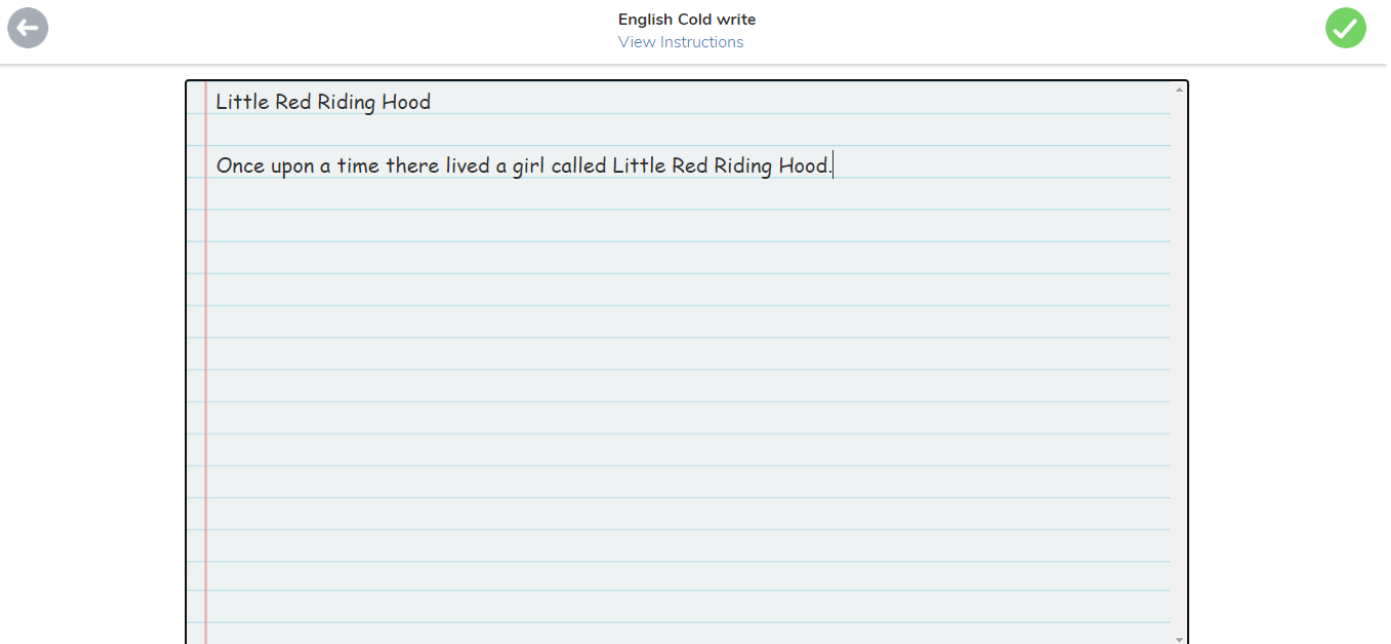 English Cold write
View Instructions
Little Red Riding Hood
Once upon a time there lived a girl called Little Red Riding Hood.